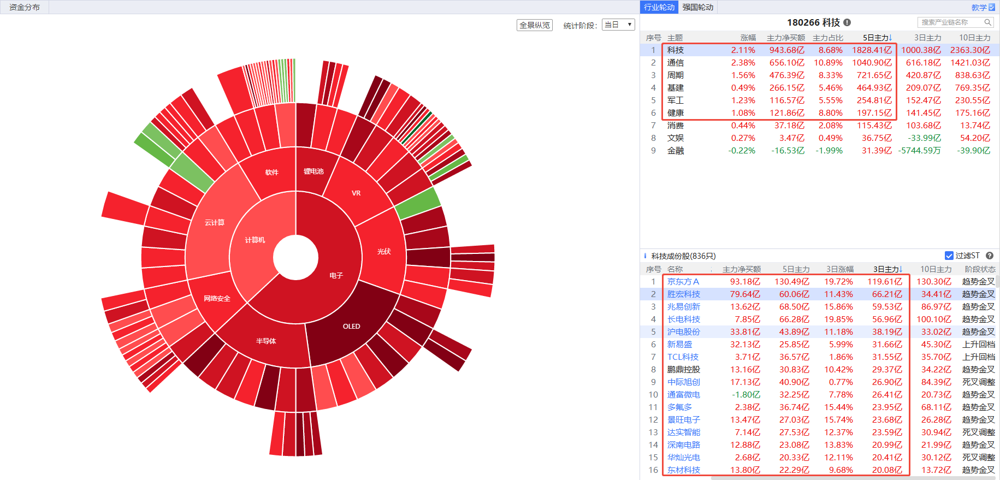 资金分布
全景纵览 统计阶段： 当日
软件
锂电池
VR
云计算
计算机
光伏
电子
网络安全
OLED
半导体
行业轮动 强国轮动 教学
180266 科技
搜索产业链名称
序号 主题 涨幅 主力净买额 主力占比 5日主力↓ 3日主力 10日主力
1 科技 2.11% 943.68亿 8.68% 1828.41亿 1000.38亿 2363.30亿
2 通信 2.38% 656.10亿 10.89% 1040.90亿 616.18亿 1421.03亿
3 周期 1.56% 476.39亿 8.33% 721.65亿 420.87亿 838.63亿
4 基建 0.49% 266.15亿 5.46% 464.93亿 209.07亿 769.35亿
5 军工 1.23% 116.57亿 5.55% 254.81亿 152.47亿 230.55亿
6 健康 1.08% 121.86亿 8.80% 197.15亿 141.45亿 175.16亿
7 消费 0.44% 37.18亿 2.08% 115.43亿 103.68亿 13.74亿
8 文娱 0.27% 3.47亿 0.49% 36.75亿 -33.99亿 54.20亿
9 金融 -0.22% -16.53亿 -1.99% 31.39亿 -5744.59万 -39.90亿
科技成份股(836只) 过滤ST
序号 名称 主力净买额 5日主力 3日涨幅 3日主力↓ 10日主力 阶段状态
1 京东方A 93.18亿 130.49亿 19.72% 119.61亿 130.30亿 趋势金叉
2 胜宏科技 79.64亿 60.06亿 11.43% 66.21亿 34.41亿 趋势金叉
3 兆易创新 13.62亿 68.50亿 15.86% 59.53亿 86.97亿 趋势金叉
4 长电科技 7.85亿 66.28亿 19.85% 56.96亿 100.10亿 趋势金叉
5 沪电股份 33.81亿 43.89亿 11.18% 38.19亿 33.02亿 趋势金叉
6 新易盛 32.13亿 25.85亿 5.99% 31.66亿 45.30亿 上升回档
7 TCL科技 3.71亿 36.57亿 1.86% 31.55亿 35.70亿 上升回档
8 鹏鼎控股 13.16亿 30.83亿 10.42% 29.37亿 34.22亿 趋势金叉
9 中际旭创 17.13亿 40.90亿 0.77% 26.90亿 84.39亿 死叉调整
10 通富微电 -1.80亿 32.25亿 7.78% 26.41亿 20.73亿 趋势金叉
11 多氟多 2.38亿 36.74亿 15.44% 23.95亿 68.11亿 趋势金叉
12 景旺电子 13.47亿 27.03亿 15.74% 23.68亿 26.28亿 趋势金叉
13 达实智能 7.14亿 27.53亿 12.37% 23.59亿 30.94亿 死叉调整
14 深南电路 12.88亿 23.08亿 13.83% 20.99亿 21.99亿 趋势金叉
15 华灿光电 2.68亿 20.33亿 12.11% 20.41亿 30.12亿 死叉调整
16 东材科技 13.80亿 22.29亿 9.68% 20.08亿 13.72亿 趋势金叉